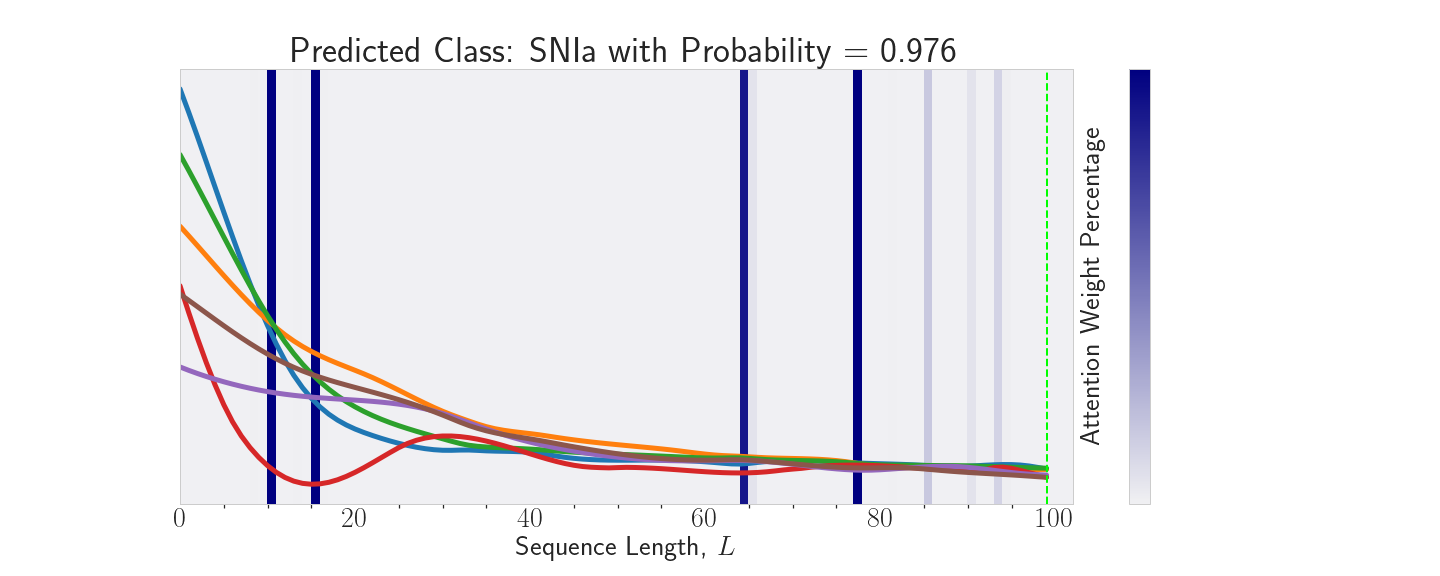 Predicted Class: SNIa with Probability = 0.976
Attention Weight Percentage
0 20 40 60 80 100
Sequence Length, L